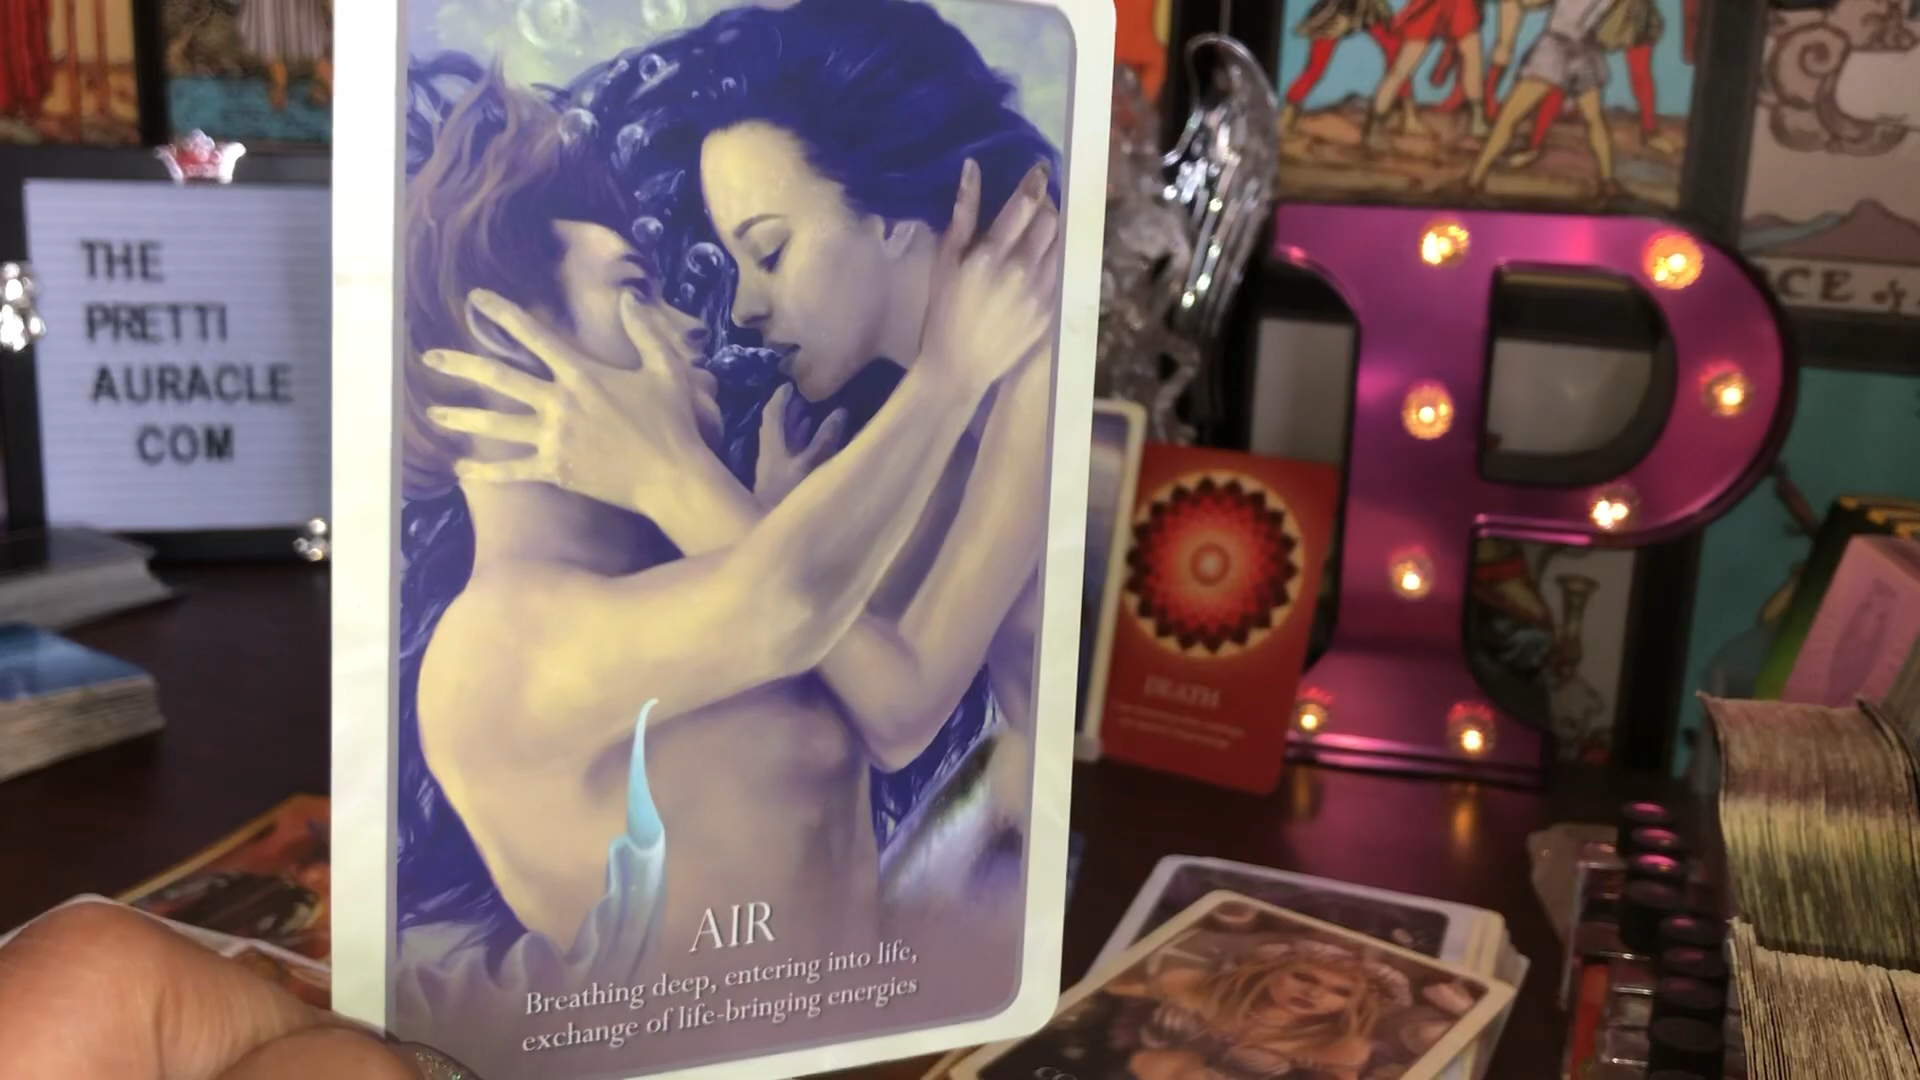 THE
PRETTI
AURACLE
COM
AIR
Breathing deep, entering into life,
exchange of life-bringing energies
DEATH